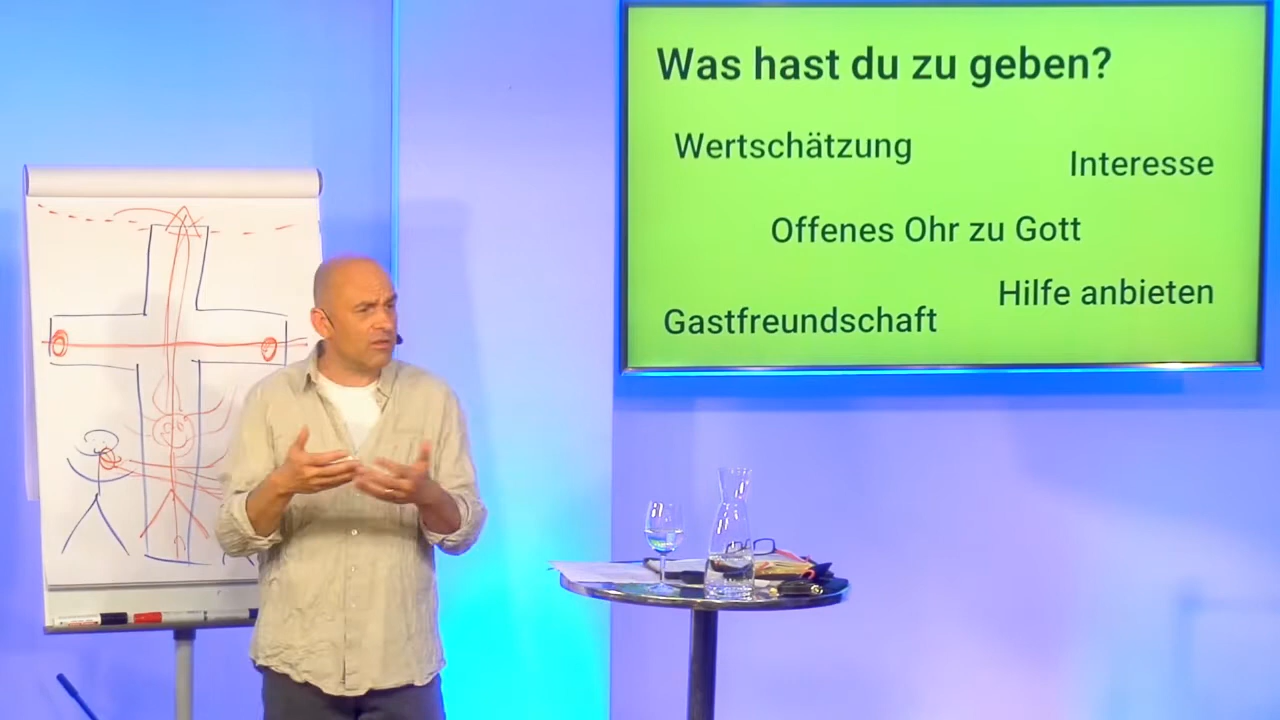 Was hast du zu geben?
Wertschätzung
Interesse
Offenes Ohr zu Gott
Hilfe anbieten
Gastfreundschaft